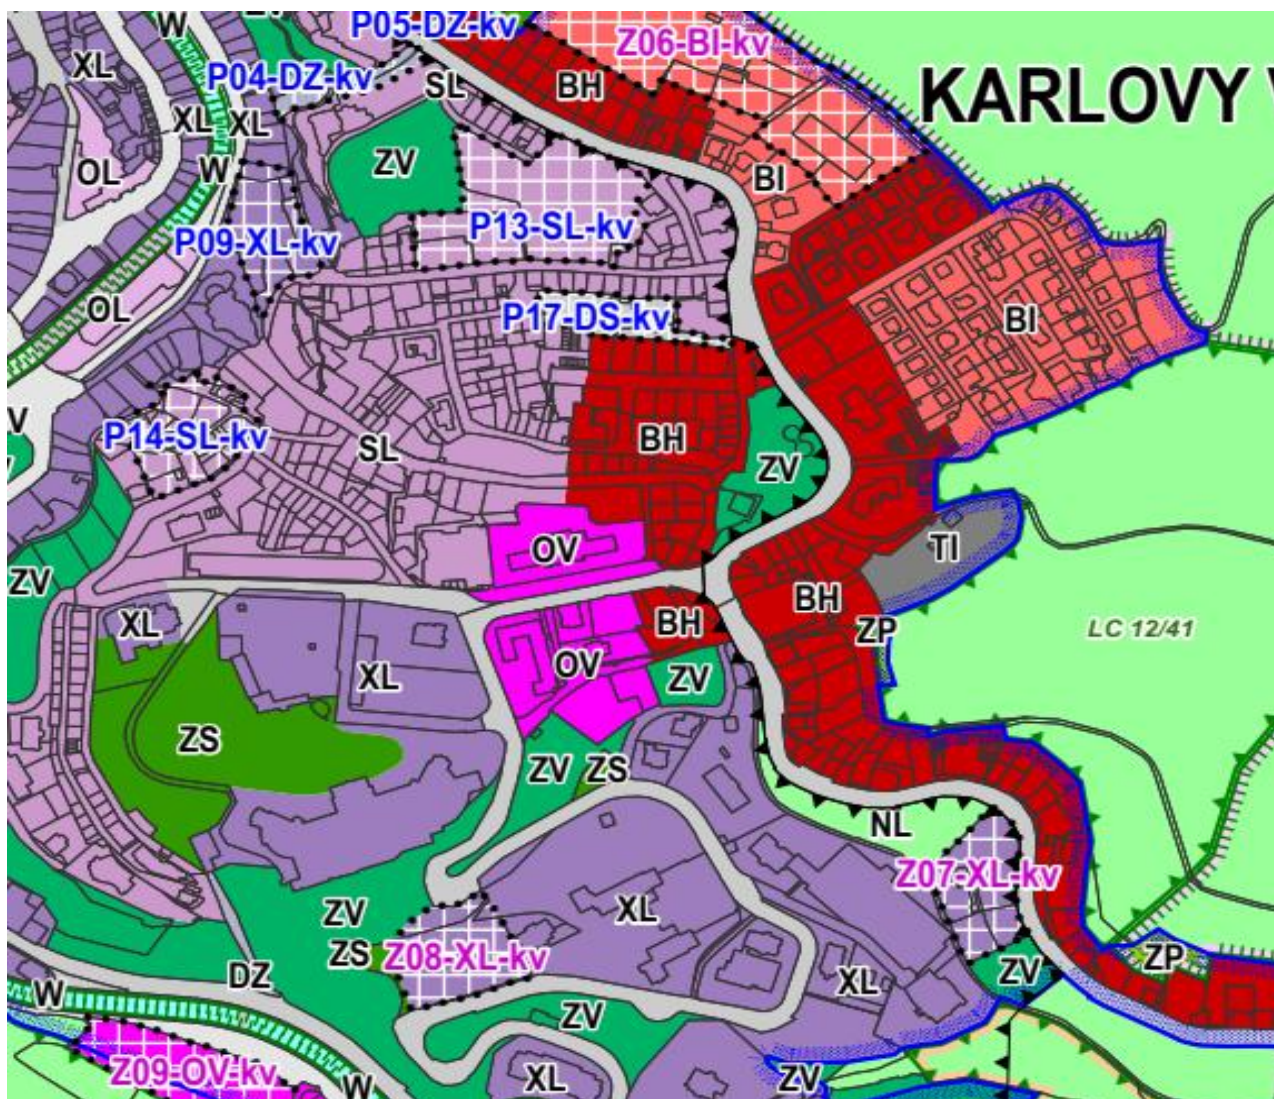 W
P05-DZ-kv
Z06-BI-kv
XL
P04-DZ-kv
SL
BH
KARLOVY V
XL
XL
ZV
OL
W
BI
P09-XL-kv
P13-SL-kv
OL
P17-DS-kv
BI
V
P14-SL-kv
SL
BH
ZV
OV
TI
ZV
XL
BH
BH
ZP
LC 12/41
XL
OV
ZV
ZS
ZV
ZS
NL
Z07-XL-kv
ZV
XL
ZS
Z08-XL-kv
ZP
DZ
XL
ZV
W
ZV
Z09-OV-kv
W
XL
ZV